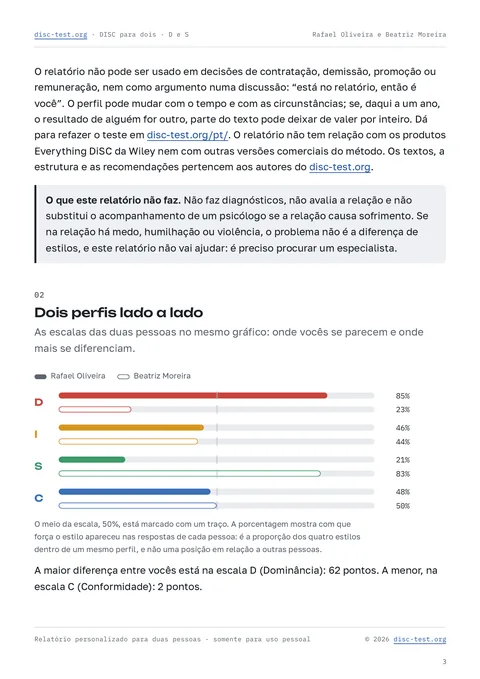 disc-test.org · DISC para dois · D e S
Rafael Oliveira e Beatriz Moreira
O relatório não pode ser usado em decisões de contratação, demissão, promoção ou
remuneração, nem como argumento numa discussão: “está no relatório, então é
você”. O perfil pode mudar com o tempo e com as circunstâncias; se, daqui a um ano,
o resultado de alguém for outro, parte do texto pode deixar de valer por inteiro. Dá
para refazer o teste em disc-test.org/pt/. O relatório não tem relação com os produtos
Everything DiSC da Wiley nem com outras versões comerciais do método. Os textos, a
estrutura e as recomendações pertencem aos autores do disc-test.org.
O que este relatório não faz. Não faz diagnósticos, não avalia a relação e não
substitui o acompanhamento de um psicólogo se a relação causa sofrimento. Se
na relação há medo, humilhação ou violência, o problema não é a diferença de
estilos, e este relatório não vai ajudar: é preciso procurar um especialista.
02
Dois perfis lado a lado
As escalas das duas pessoas no mesmo gráfico: onde vocês se parecem e onde
mais se diferenciam.
Rafael Oliveira
Beatriz Moreira
D
85%
23%
I
46%
44%
S
21%
83%
C
48%
50%
O meio da escala, 50%, está marcado com um traço. A porcentagem mostra com que
força o estilo apareceu nas respostas de cada pessoa: é a proporção dos quatro estilos
dentro de um mesmo perfil, e não uma posição em relação a outras pessoas.
A maior diferença entre vocês está na escala D (Dominância): 62 pontos. A menor, na
escala C (Conformidade): 2 pontos.
Relatório personalizado para duas pessoas · somente para uso pessoal
© 2026 disc-test.org
3